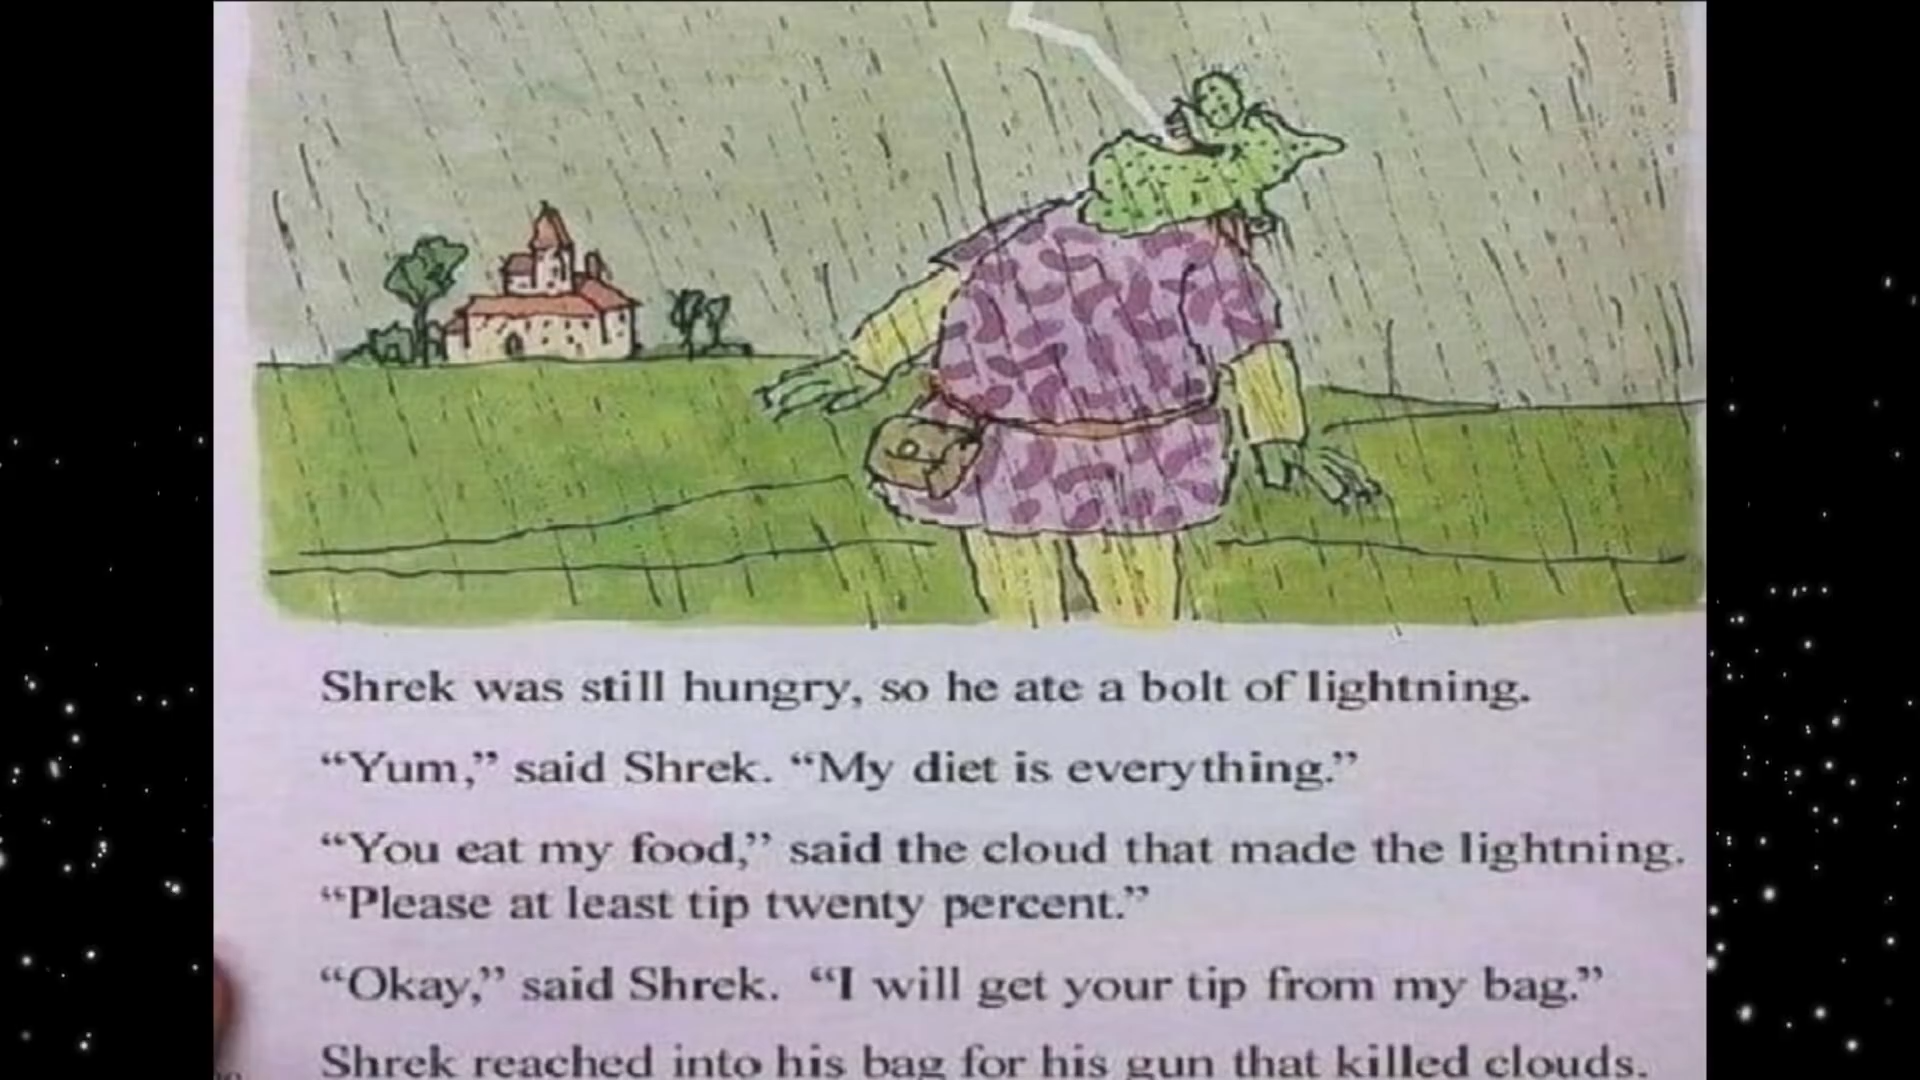 Shrek was still hungry, so he ate a bolt of lightning.
“Yum,” said Shrek. “My diet is everything.”
“You eat my food,” said the cloud that made the lightning.
“Please at least tip twenty percent.”
“Okay,” said Shrek. “I will get your tip from my bag.”
Shrek reached into his bag for his gun that killed clouds.